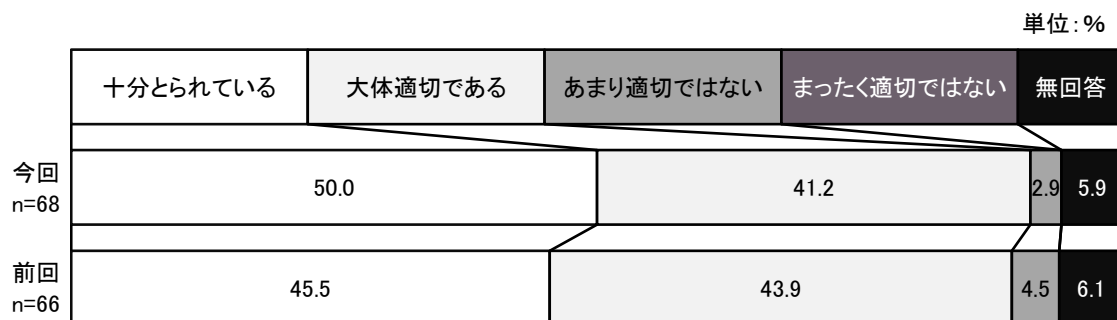 単位:%
十分とられている 大体適切である あまり適切ではない まったく適切ではない 無回答
今回
n=68
50.0 41.2 2.9 5.9
前回
n=66
45.5 43.9 4.5 6.1